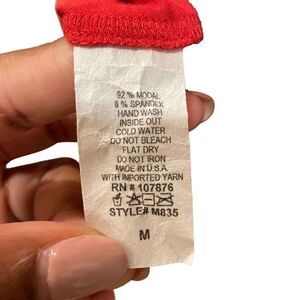 92 % MODAL
8 % SPANDEX
HAND WASH
INSIDE OUT
COLD WATER
DO NOT BLEACH
FLAT DRY
DO NOT IRON
MADE IN U.S.A
WITH IMPORTED YARN
RN # 107876
STYLE# M835
M